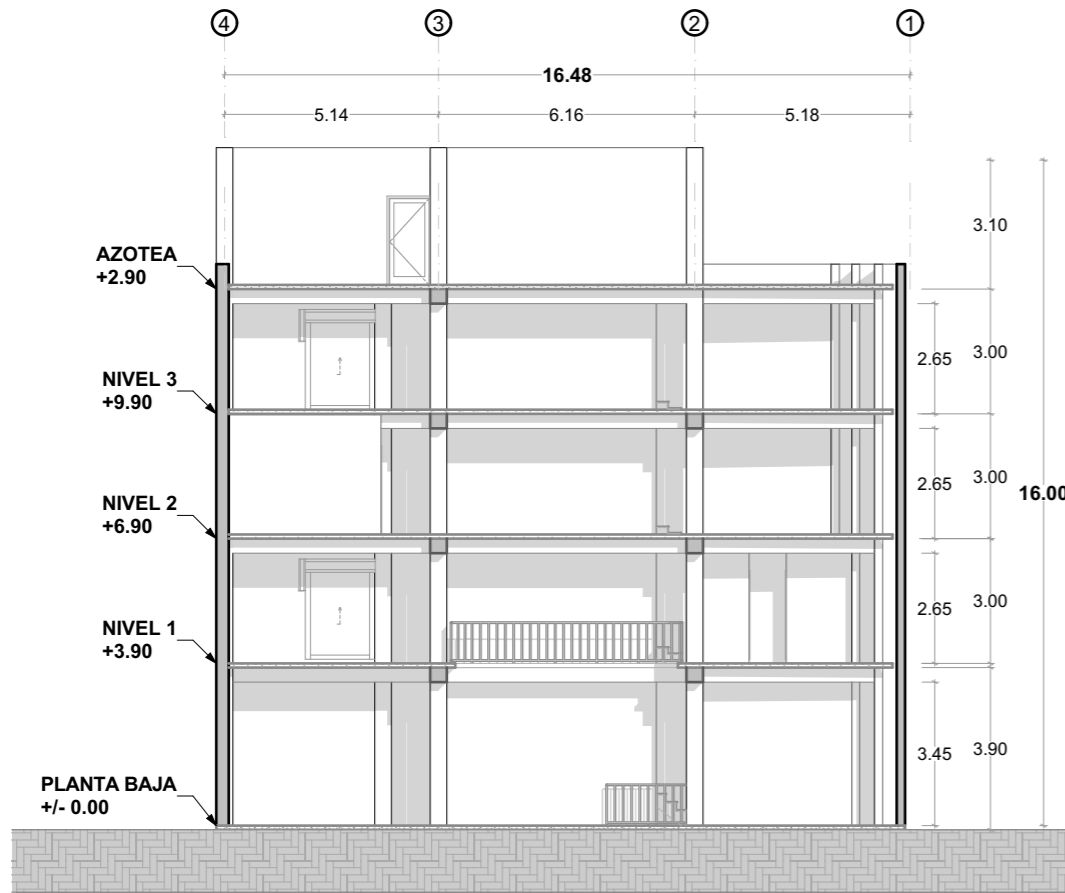 4 3 2 1
16.48
5.14 6.16 5.18
3.10
AZOTEA
+2.90
2.65 3.00
NIVEL 3
+9.90
2.65 3.00
16.00
NIVEL 2
+6.90
2.65 3.00
NIVEL 1
+3.90
3.45 3.90
PLANTA BAJA
+/- 0.00